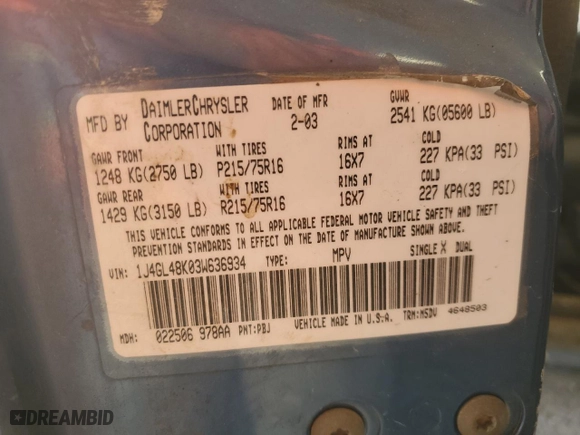 MFD BY DAIMLERCHRYSLER CORPORATION DATE OF MFR 2-03 GVWR 2541 KG(05600 LB)
GAWR FRONT WITH TIRES RIMS AT COLD
1248 KG(2750 LB) P215/75R16 16X7 227 KPA(33 PSI)
GAWR REAR WITH TIRES RIMS AT COLD
1429 KG(3150 LB) R215/75R16 16X7 227 KPA(33 PSI)
THIS VEHICLE CONFORMS TO ALL APPLICABLE FEDERAL MOTOR VEHICLE SAFETY AND THEFT
PREVENTION STANDARDS IN EFFECT ON THE DATE OF MANUFACTURE SHOWN ABOVE.
VIN: 1J4GL48K03W636934 TYPE: MPV SINGLE X DUAL
MDH: 022506 978AA PNT:PBJ VEHICLE MADE IN U.S.A. TRM:M5DV 4648503
DREAMBID